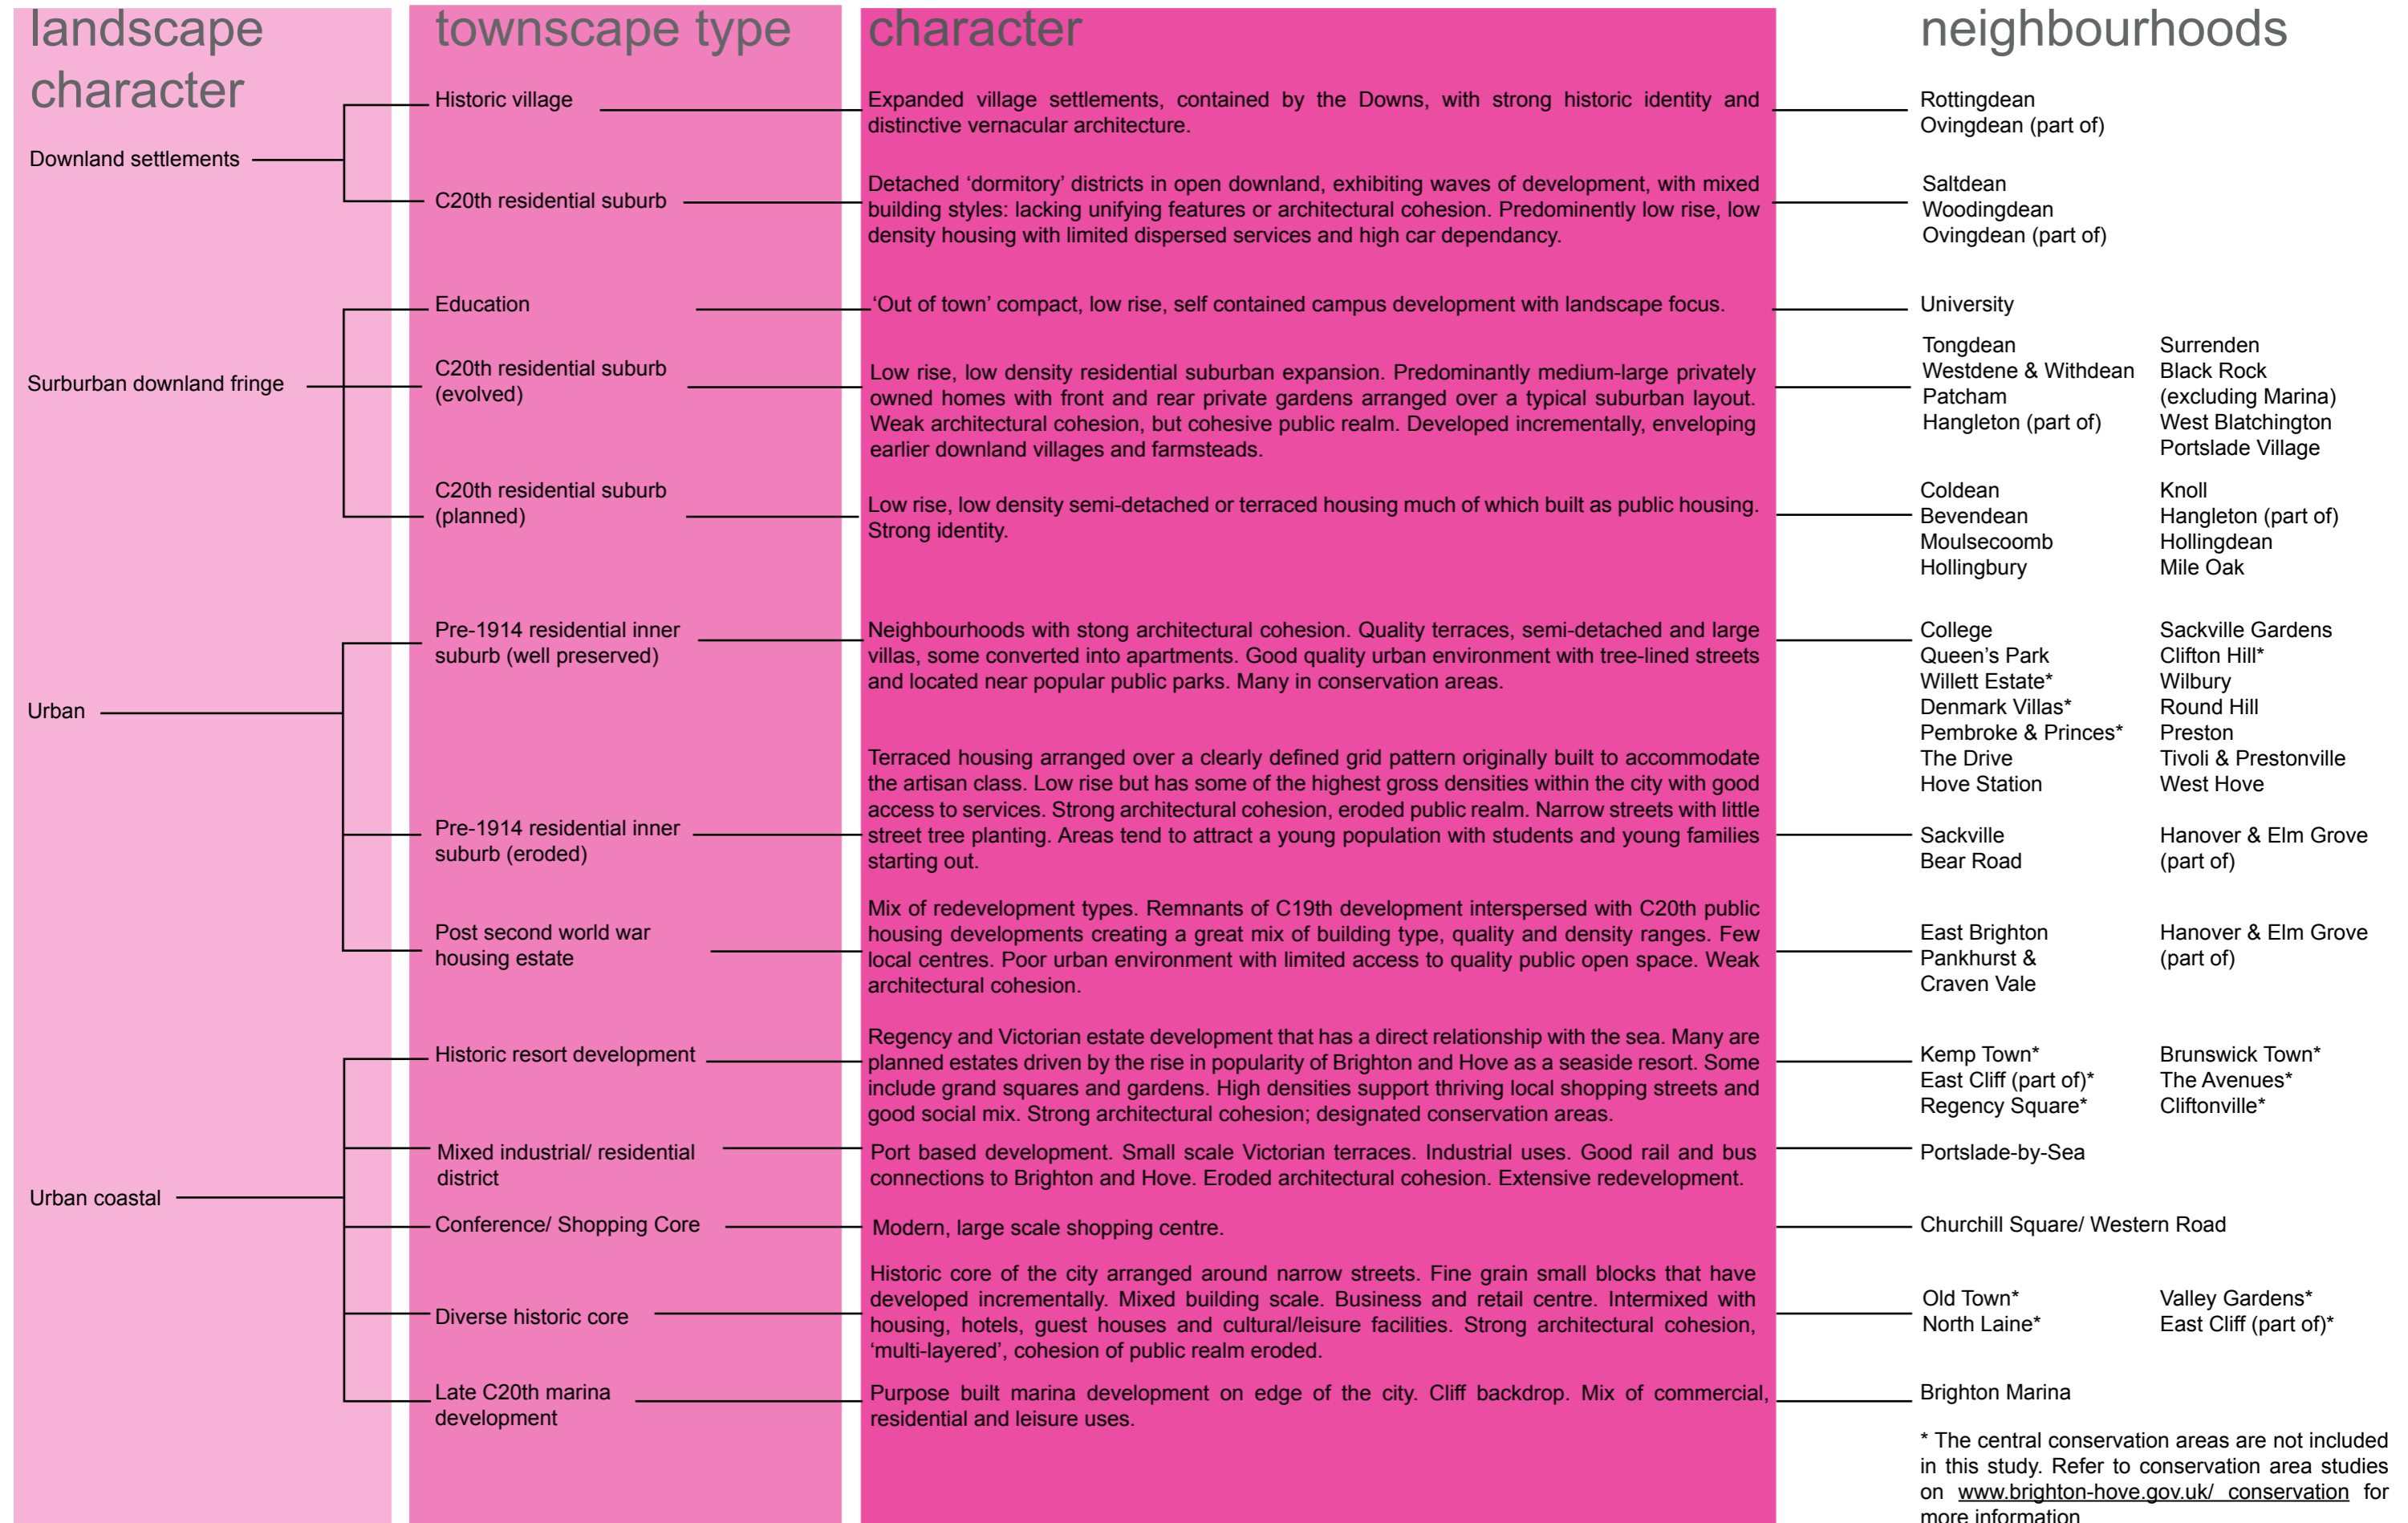 landscape
character
townscape type
character
neighbourhoods
Downland settlements
Historic village
Expanded village settlements, contained by the Downs, with strong historic identity and
distinctive vernacular architecture.
Rottingdean
Ovingdean (part of)
C20th residential suburb
Detached ‘dormitory’ districts in open downland, exhibiting waves of development, with mixed
building styles: lacking unifying features or architectural cohesion. Predominently low rise, low
density housing with limited dispersed services and high car dependancy.
Saltdean
Woodingdean
Ovingdean (part of)
Surburban downland fringe
Education
‘Out of town’ compact, low rise, self contained campus development with landscape focus.
University
C20th residential suburb
(evolved)
Low rise, low density residential suburban expansion. Predominantly medium-large privately
owned homes with front and rear private gardens arranged over a typical suburban layout.
Weak architectural cohesion, but cohesive public realm. Developed incrementally, enveloping
earlier downland villages and farmsteads.
Tongdean
Westdene & Withdean
Patcham
Hangleton (part of)
Surrenden
Black Rock
(excluding Marina)
West Blatchington
Portslade Village
C20th residential suburb
(planned)
Low rise, low density semi-detached or terraced housing much of which built as public housing.
Strong identity.
Coldean
Bevendean
Moulsecoomb
Hollingbury
Knoll
Hangleton (part of)
Hollingdean
Mile Oak
Urban
Pre-1914 residential inner
suburb (well preserved)
Neighbourhoods with stong architectural cohesion. Quality terraces, semi-detached and large
villas, some converted into apartments. Good quality urban environment with tree-lined streets
and located near popular public parks. Many in conservation areas.
College
Queen’s Park
Willett Estate*
Denmark Villas*
Pembroke & Princes*
The Drive
Hove Station
Sackville Gardens
Clifton Hill*
Wilbury
Round Hill
Preston
Tivoli & Prestonville
West Hove
Pre-1914 residential inner
suburb (eroded)
Terraced housing arranged over a clearly defined grid pattern originally built to accommodate
the artisan class. Low rise but has some of the highest gross densities within the city with good
access to services. Strong architectural cohesion, eroded public realm. Narrow streets with little
street tree planting. Areas tend to attract a young population with students and young families
starting out.
Sackville
Bear Road
Hanover & Elm Grove
(part of)
Post second world war
housing estate
Mix of redevelopment types. Remnants of C19th development interspersed with C20th public
housing developments creating a great mix of building type, quality and density ranges. Few
local centres. Poor urban environment with limited access to quality public open space. Weak
architectural cohesion.
East Brighton
Pankhurst &
Craven Vale
Hanover & Elm Grove
(part of)
Urban coastal
Historic resort development
Regency and Victorian estate development that has a direct relationship with the sea. Many are
planned estates driven by the rise in popularity of Brighton and Hove as a seaside resort. Some
include grand squares and gardens. High densities support thriving local shopping streets and
good social mix. Strong architectural cohesion; designated conservation areas.
Kemp Town*
East Cliff (part of)*
Regency Square*
Brunswick Town*
The Avenues*
Cliftonville*
Mixed industrial/ residential
district
Port based development. Small scale Victorian terraces. Industrial uses. Good rail and bus
connections to Brighton and Hove. Eroded architectural cohesion. Extensive redevelopment.
Portslade-by-Sea
Conference/ Shopping Core
Modern, large scale shopping centre.
Churchill Square/ Western Road
Diverse historic core
Historic core of the city arranged around narrow streets. Fine grain small blocks that have
developed incrementally. Mixed building scale. Business and retail centre. Intermixed with
housing, hotels, guest houses and cultural/leisure facilities. Strong architectural cohesion,
‘multi-layered’, cohesion of public realm eroded.
Old Town*
North Laine*
Valley Gardens*
East Cliff (part of)*
Late C20th marina
development
Purpose built marina development on edge of the city. Cliff backdrop. Mix of commercial,
residential and leisure uses.
Brighton Marina
* The central conservation areas are not included
in this study. Refer to conservation area studies
on www.brighton-hove.gov.uk/ conservation for
more information